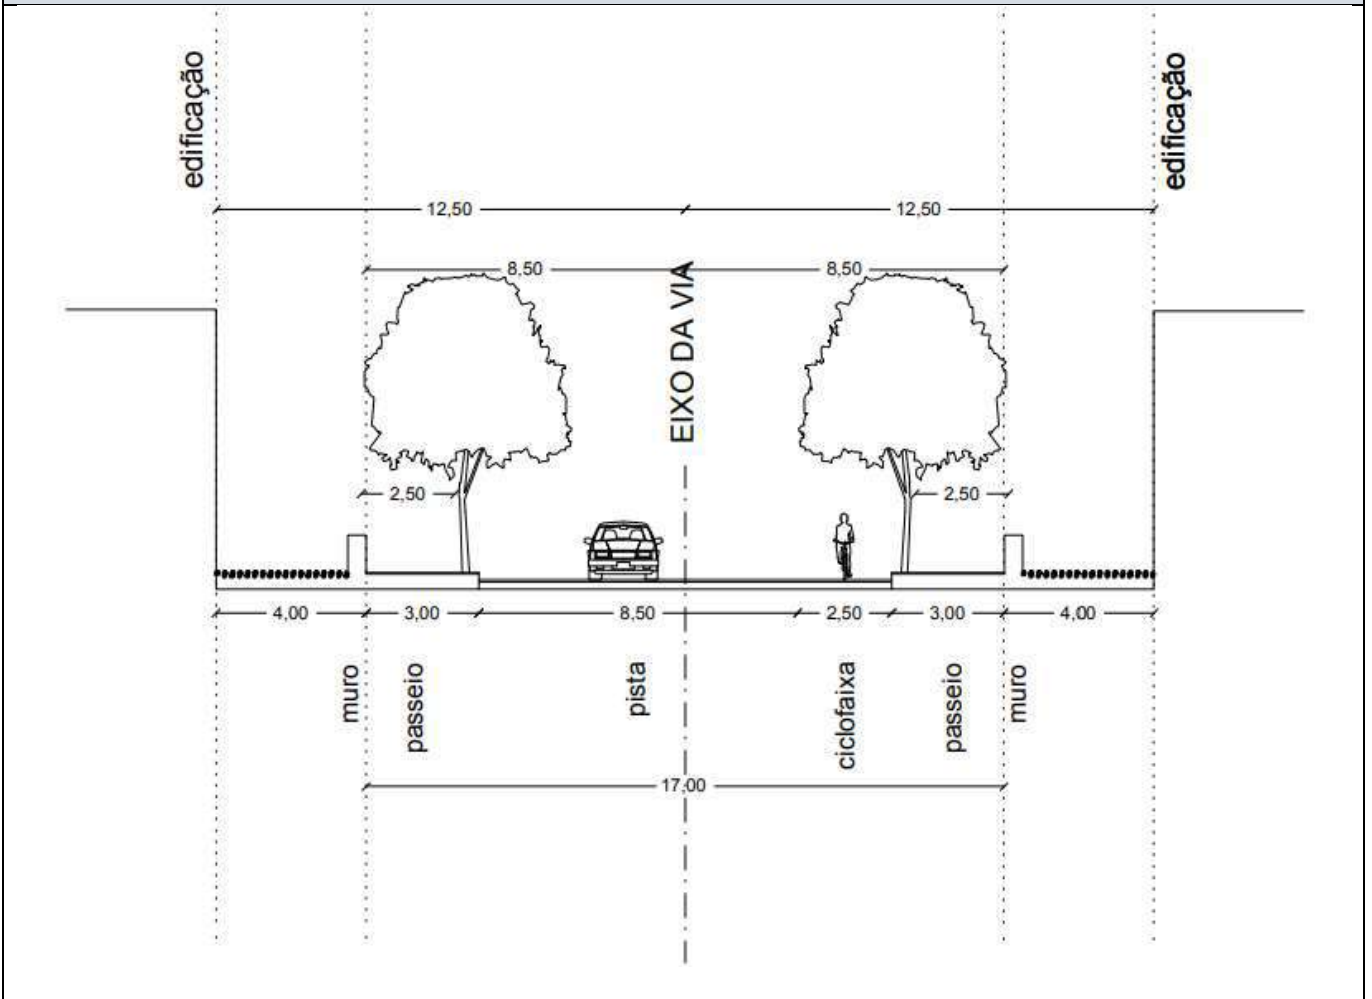 edificação
edificação
12,50
12,50
8,50
8,50
EIXO DA VIA
2,50
2,50
4,00
3,00
8,50
2,50
3,00
4,00
muro
passeio
pista
ciclofaixa
passeio
muro
17,00